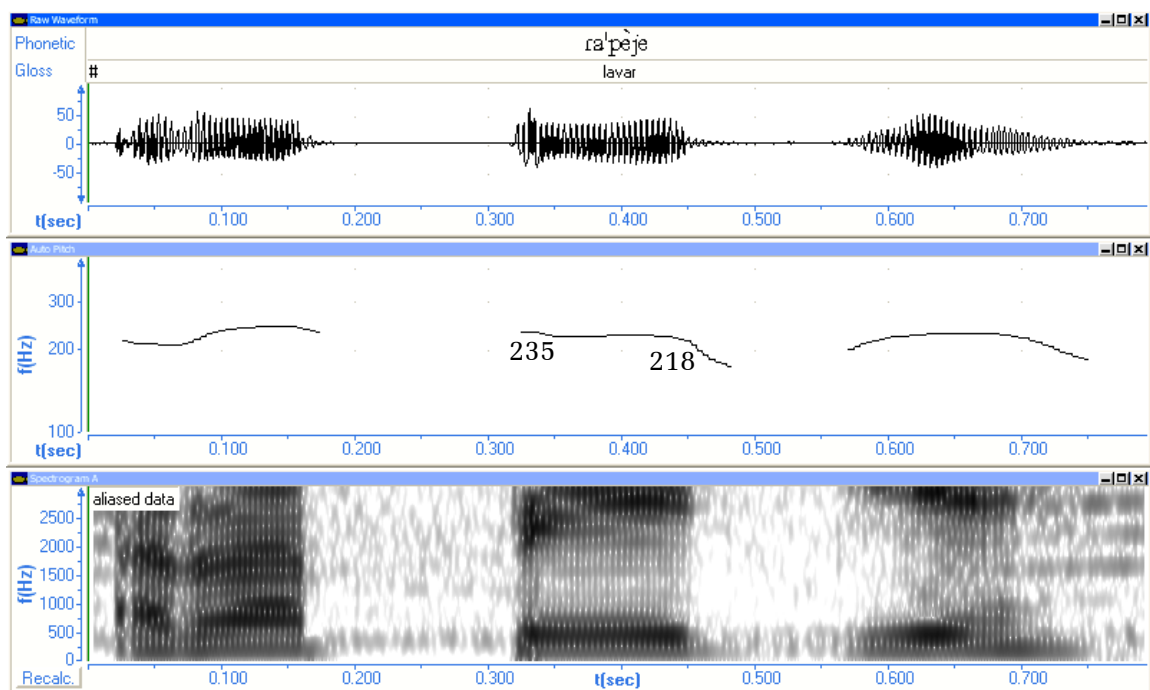 Raw Waveform
Phonetic ɾa'pèje
Gloss # lavar
50
0
-50
t(sec) 0.100 0.200 0.300 0.400 0.500 0.600 0.700
Auto Pitch
f(Hz)
300
200
100
235 218
t(sec) 0.100 0.200 0.300 0.400 0.500 0.600 0.700
Spectrogram A
aliased data
f(Hz)
2500
2000
1500
1000
500
0
Recalc. 0.100 0.200 0.300 t(sec) 0.400 0.500 0.600 0.700